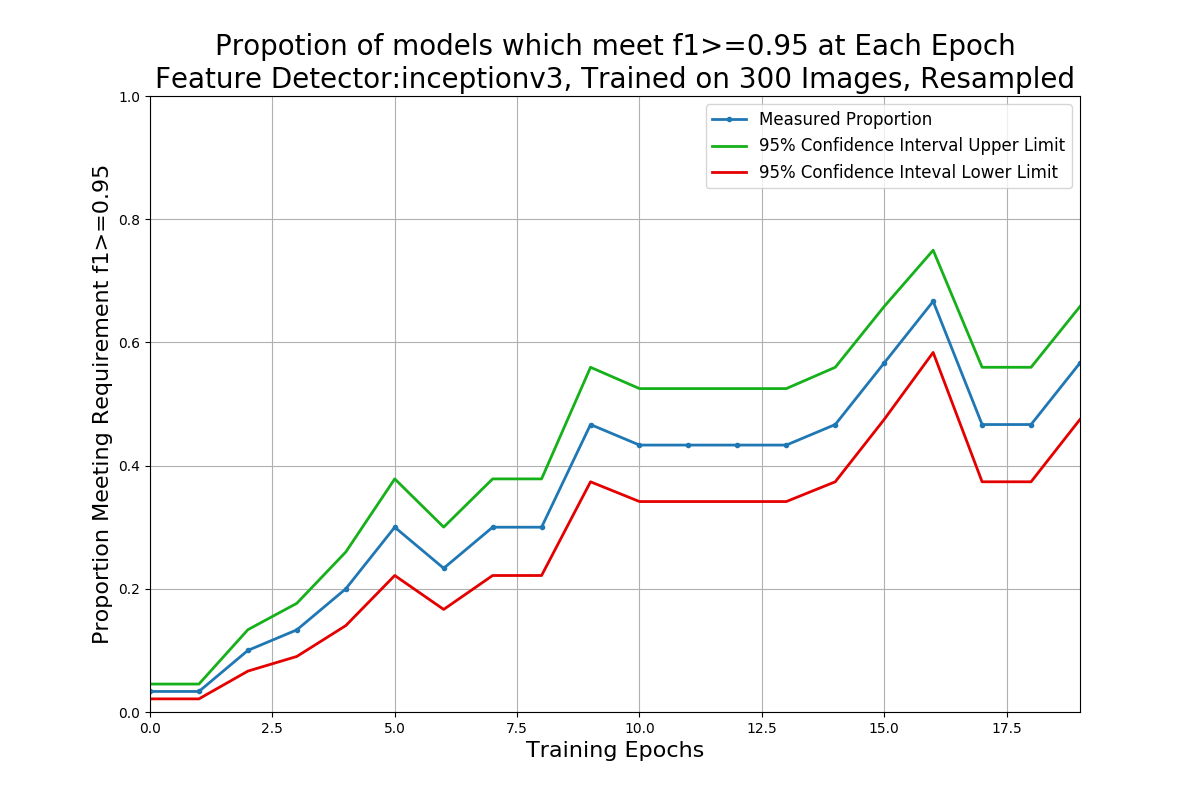 Propotion of models which meet f1>=0.95 at Each Epoch
Feature Detector:inceptionv3, Trained on 300 Images, Resampled
Measured Proportion
95% Confidence Interval Upper Limit
95% Confidence Inteval Lower Limit
Proportion Meeting Requirement f1>=0.95
1.0
0.8
0.6
0.4
0.2
0.0
0.0 2.5 5.0 7.5 10.0 12.5 15.0 17.5
Training Epochs